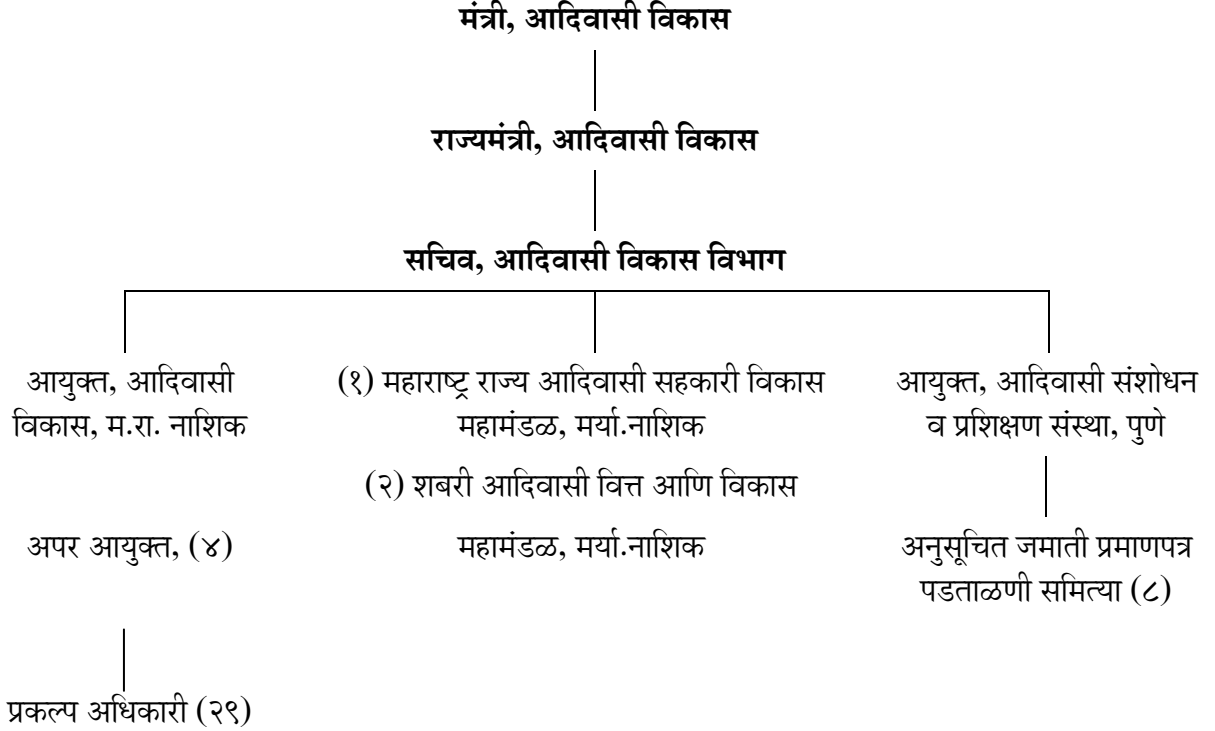 मंत्री, आदिवासी विकास
राज्यमंत्री, आदिवासी विकास
सचिव, आदिवासी विकास विभाग
आयुक्त, आदिवासी
विकास, म.रा. नाशिक
(१) महाराष्ट्र राज्य आदिवासी सहकारी विकास
महामंडळ, मर्या.नाशिक
(२) शबरी आदिवासी वित्त आणि विकास
महामंडळ, मर्या.नाशिक
आयुक्त, आदिवासी संशोधन
व प्रशिक्षण संस्था, पुणे
अपर आयुक्त, (४)
अनुसूचित जमाती प्रमाणपत्र
पडताळणी समित्या (८)
प्रकल्प अधिकारी (२९)